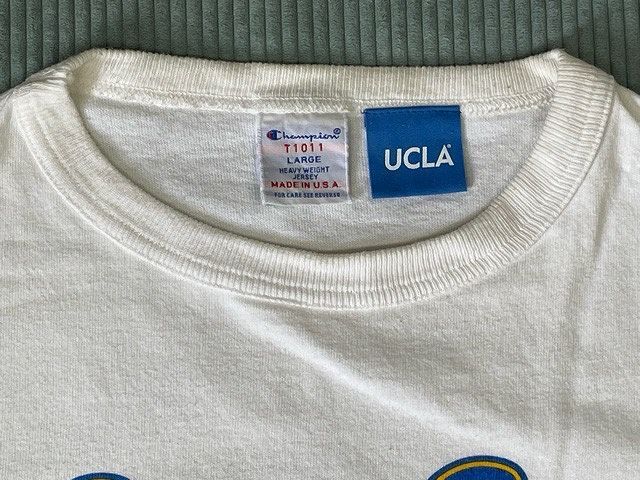 Champion®
T1011
LARGE
HEAVY WEIGHT
JERSEY
MADE IN U.S.A.
FOR CARE SEE REVERSE
UCLA®